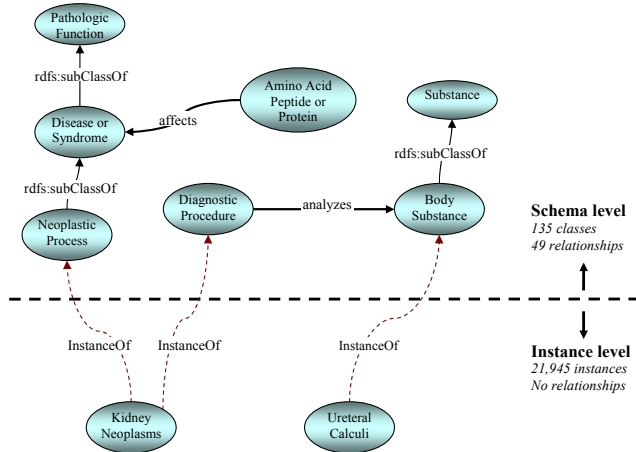 Pathologic
Function
rdfs:subClassOf
Amino Acid
Peptide or
Protein
Substance
affects
Disease or
Syndrome
rdfs:subClassOf
rdfs:subClassOf
Diagnostic
Procedure
analyzes
Body
Substance
Neoplastic
Process
Schema level
135 classes
49 relationships
InstanceOf
InstanceOf
InstanceOf
Instance level
21,945 instances
No relationships
Kidney
Neoplasms
Ureteral
Calculi